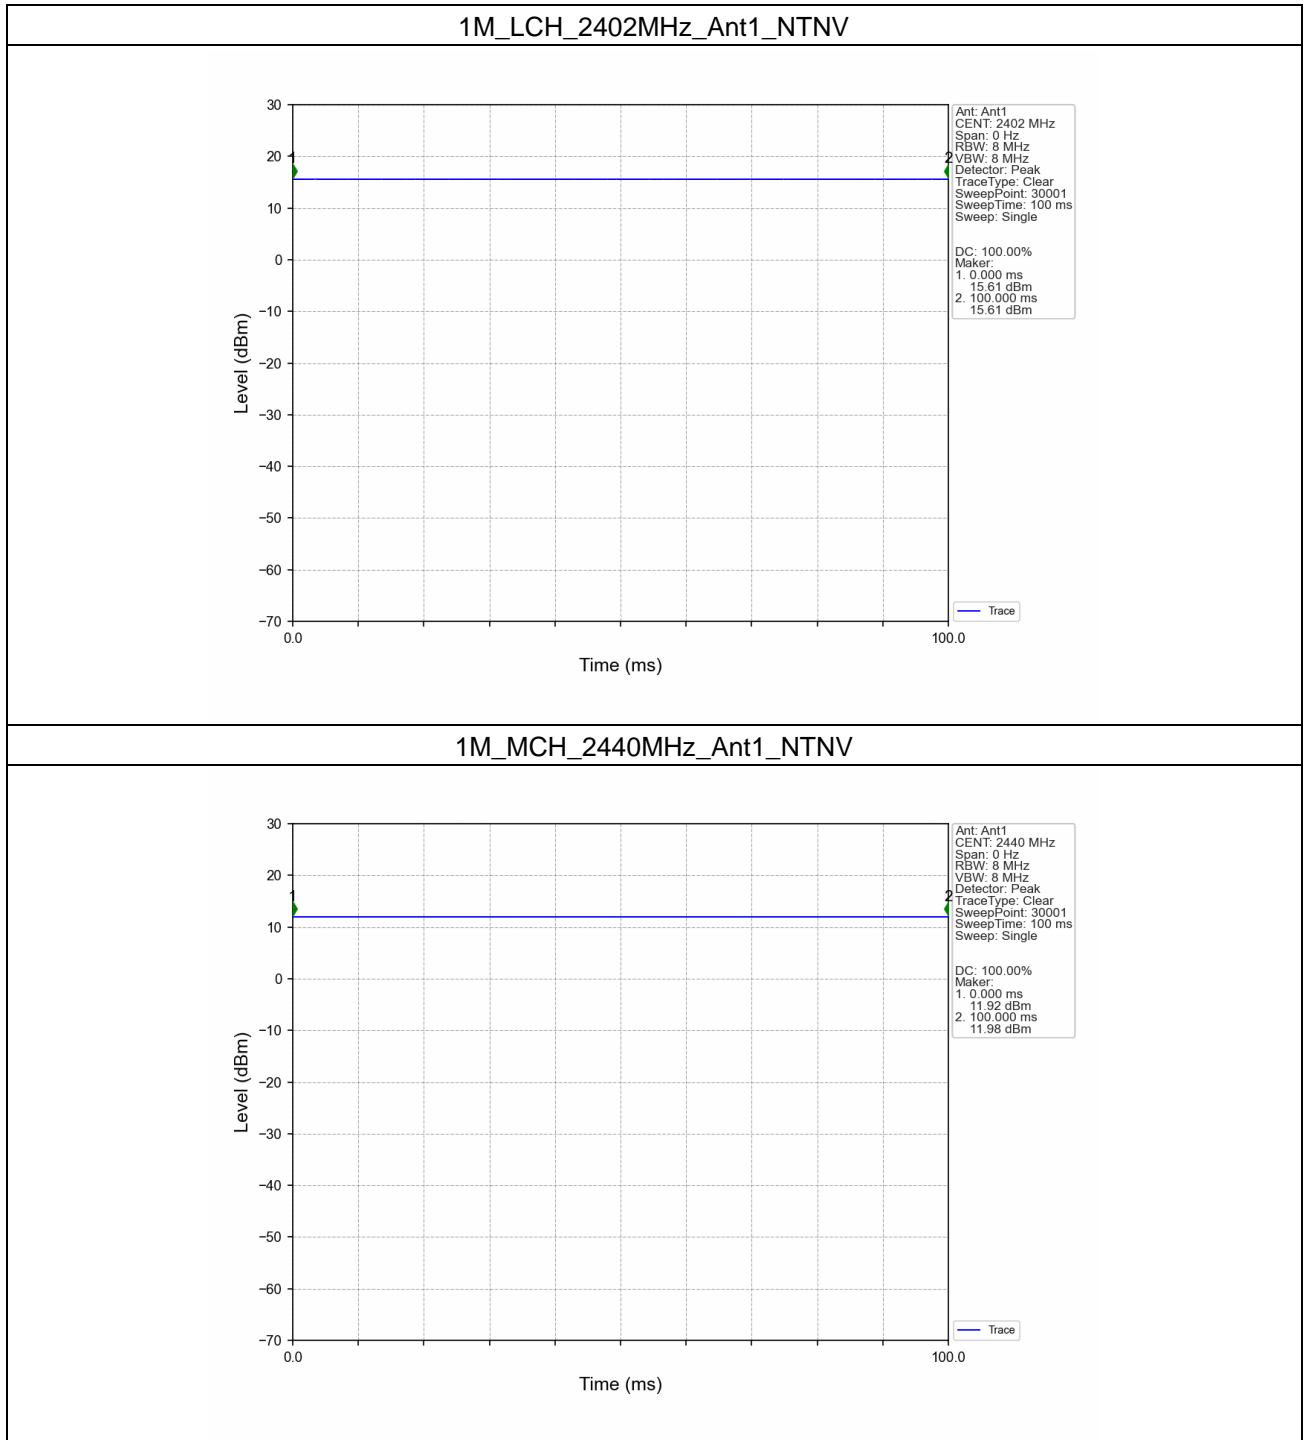 1M_LCH_2402MHz_Ant1_NTNV
30
20
10
0
−10
−20
−30
−40
−50
−60
−70
Level (dBm)
1
2
0.0
100.0
Time (ms)
Ant: Ant1
CENT: 2402 MHz
Span: 0 Hz
RBW: 8 MHz
VBW: 8 MHz
Detector: Peak
TraceType: Clear
SweepPoint: 30001
SweepTime: 100 ms
Sweep: Single
DC: 100.00%
Maker:
1. 0.000 ms
15.61 dBm
2. 100.000 ms
15.61 dBm
Trace
1M_MCH_2440MHz_Ant1_NTNV
30
20
10
0
−10
−20
−30
−40
−50
−60
−70
Level (dBm)
1
2
0.0
100.0
Time (ms)
Ant: Ant1
CENT: 2440 MHz
Span: 0 Hz
RBW: 8 MHz
VBW: 8 MHz
Detector: Peak
TraceType: Clear
SweepPoint: 30001
SweepTime: 100 ms
Sweep: Single
DC: 100.00%
Maker:
1. 0.000 ms
11.92 dBm
2. 100.000 ms
11.98 dBm
Trace